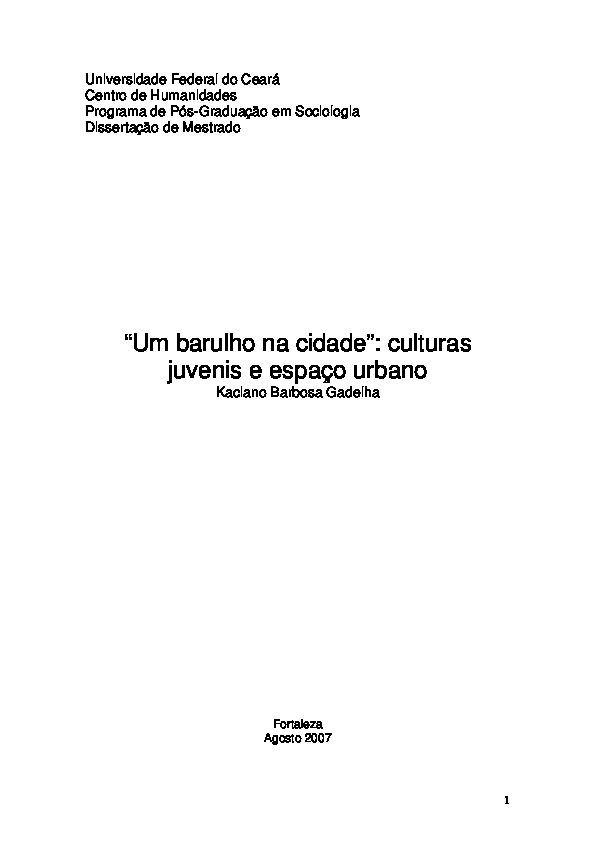 Universidade Federal do Ceará
Centro de Humanidades
Programa de Pós-Graduação em Sociologia
Dissertação de Mestrado
“Um barulho na cidade”: culturas
juvenis e espaço urbano
Kaciano Barbosa Gadelha
Fortaleza
Agosto 2007
1